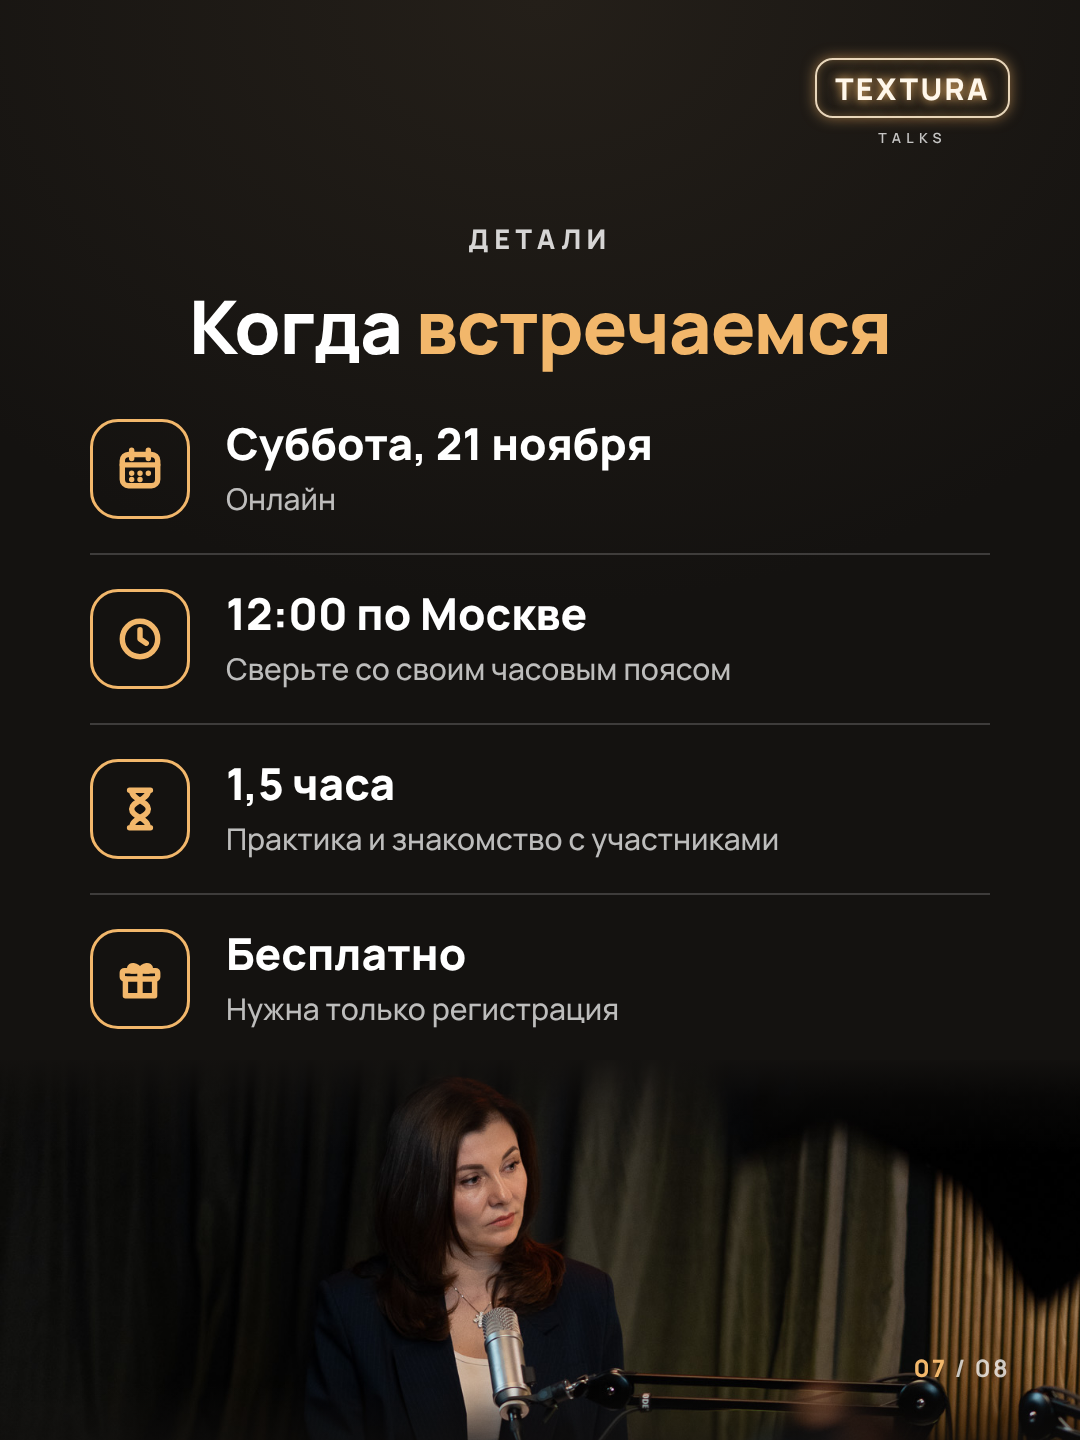 TEXTURA
TALKS
ДЕТАЛИ
Когда встречаемся
Суббота, 21 ноября
Онлайн
12:00 по Москве
Сверьте со своим часовым поясом
1,5 часа
Практика и знакомство с участниками
Бесплатно
Нужна только регистрация
07 / 08